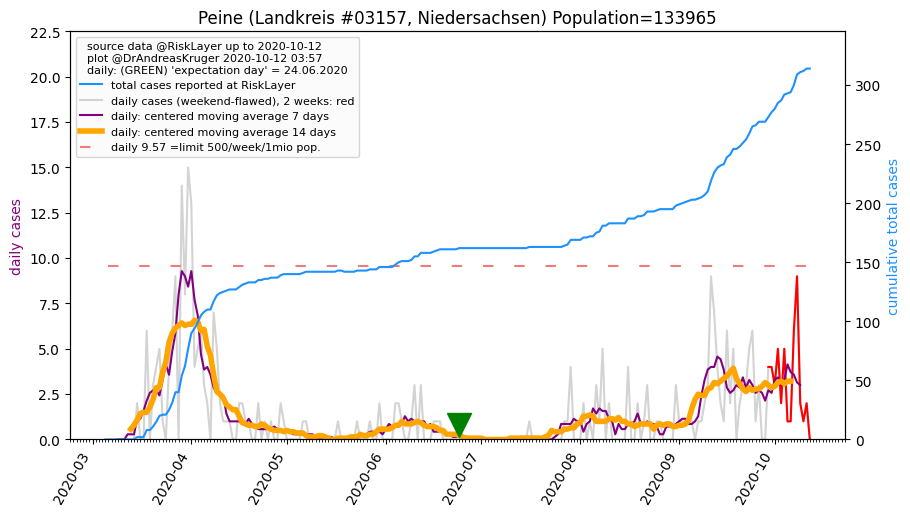 Peine (Landkreis #03157, Niedersachsen) Population=133965
source data @RiskLayer up to 2020-10-12
plot @DrAndreasKruger 2020-10-12 03:57
daily: (GREEN) 'expectation day' = 24.06.2020
total cases reported at RiskLayer
daily cases (weekend-flawed), 2 weeks: red
daily: centered moving average 7 days
daily: centered moving average 14 days
daily 9.57 =limit 500/week/1mio pop.
daily cases
22.5
20.0
17.5
15.0
12.5
10.0
7.5
5.0
2.5
0.0
300
250
200
150
100
50
0
cumulative total cases
2020-03
2020-04
2020-05
2020-06
2020-07
2020-08
2020-09
2020-10